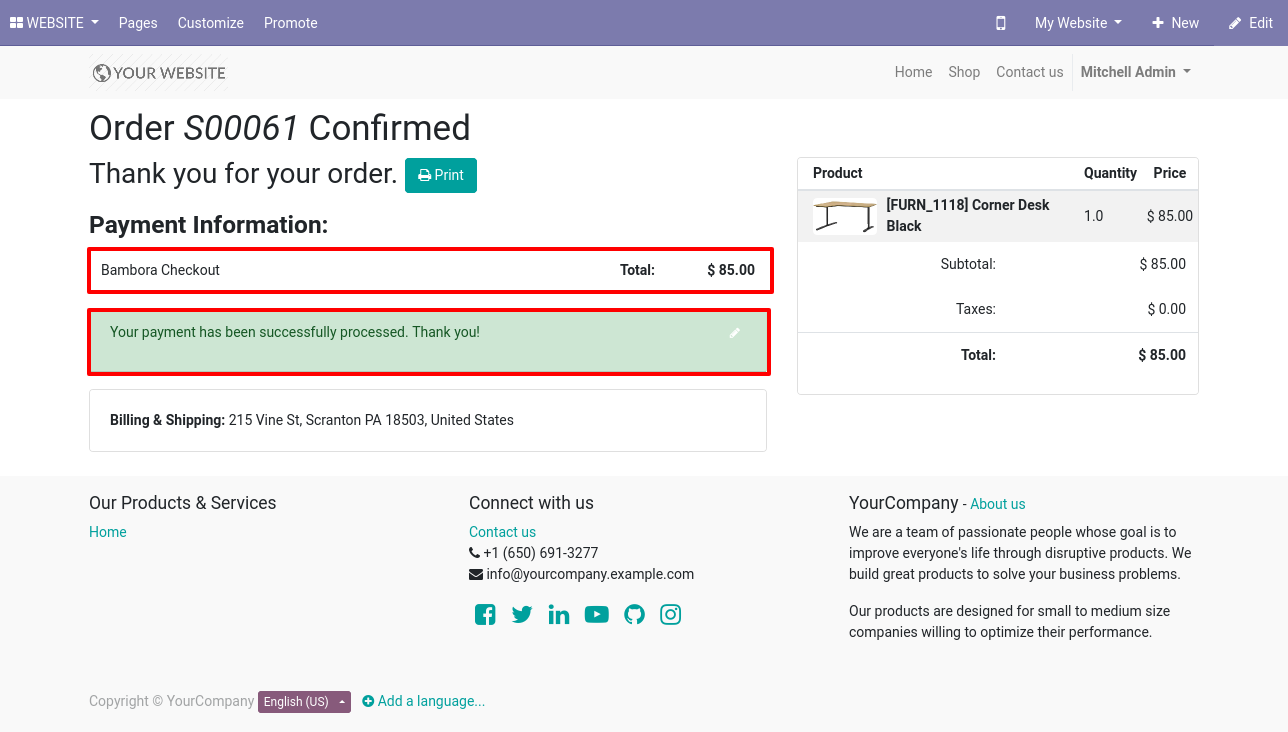 WEBSITE Pages Customize Promote My Website New Edit
YOUR WEBSITE Home Shop Contact us Mitchell Admin
Order S00061 Confirmed
Thank you for your order. Print
Payment Information:
Bambora Checkout Total: $ 85.00
Your payment has been successfully processed. Thank you!
Billing & Shipping: 215 Vine St, Scranton PA 18503, United States
Product Quantity Price
[FURN_1118] Corner Desk
Black
1.0 $ 85.00
Subtotal: $ 85.00
Taxes: $ 0.00
Total: $ 85.00
Our Products & Services
Home
Connect with us
Contact us
+1 (650) 691-3277
info@yourcompany.example.com
YourCompany - About us
We are a team of passionate people whose goal is to
improve everyone's life through disruptive products. We
build great products to solve your business problems.
Our products are designed for small to medium size
companies willing to optimize their performance.
Copyright © YourCompany English (US) Add a language...